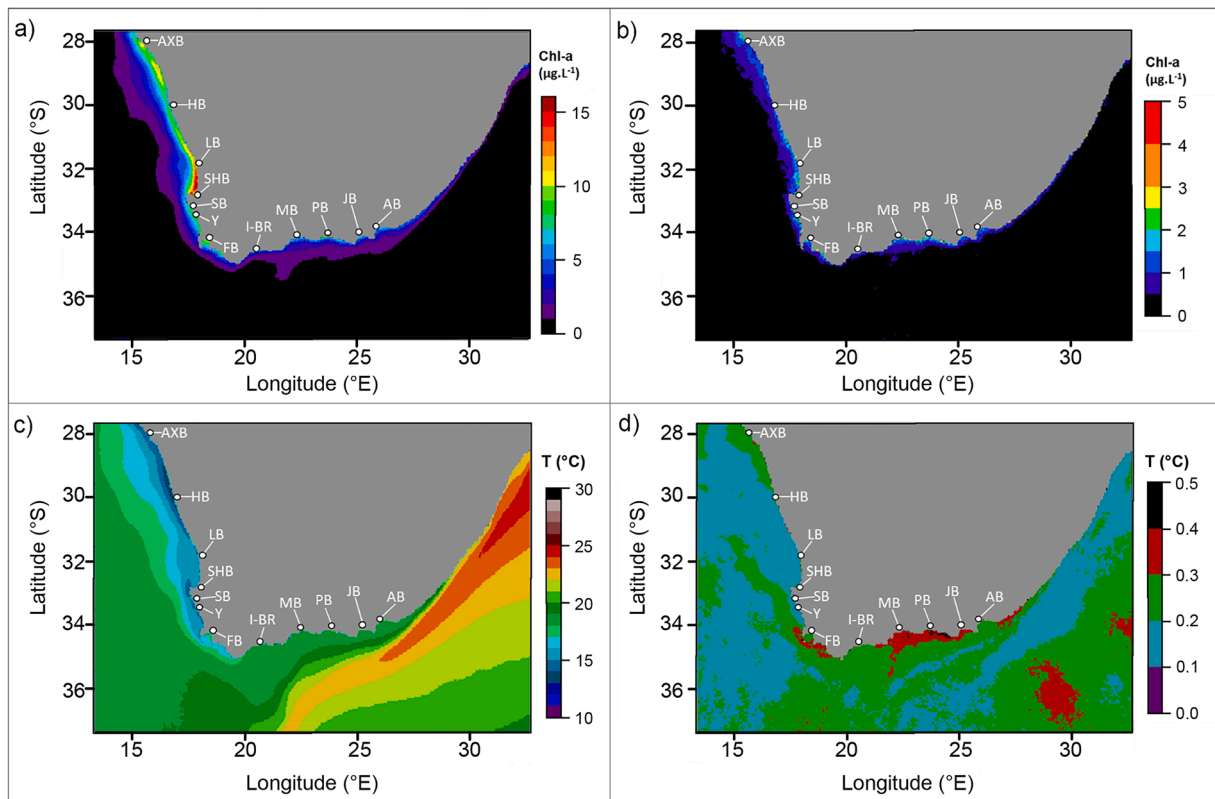 a)
Chl-a
(µg.L⁻¹)
15
10
5
0
28
30
32
34
36
Latitude (°S)
AXB
HB
LB
SHB
SB
Y
FB
I-BR
MB
PB
JB
AB
15
20
25
30
Longitude (°E)
b)
Chl-a
(µg.L⁻¹)
5
4
3
2
1
0
28
30
32
34
36
Latitude (°S)
AXB
HB
LB
SHB
SB
Y
FB
I-BR
MB
PB
JB
AB
15
20
25
30
Longitude (°E)
c)
T (°C)
30
25
20
15
10
28
30
32
34
36
Latitude (°S)
AXB
HB
LB
SHB
SB
Y
FB
I-BR
MB
PB
JB
AB
15
20
25
30
Longitude (°E)
d)
T (°C)
0.5
0.4
0.3
0.2
0.1
0.0
28
30
32
34
36
Latitude (°S)
AXB
HB
LB
SHB
SB
Y
FB
I-BR
MB
PB
JB
AB
15
20
25
30
Longitude (°E)